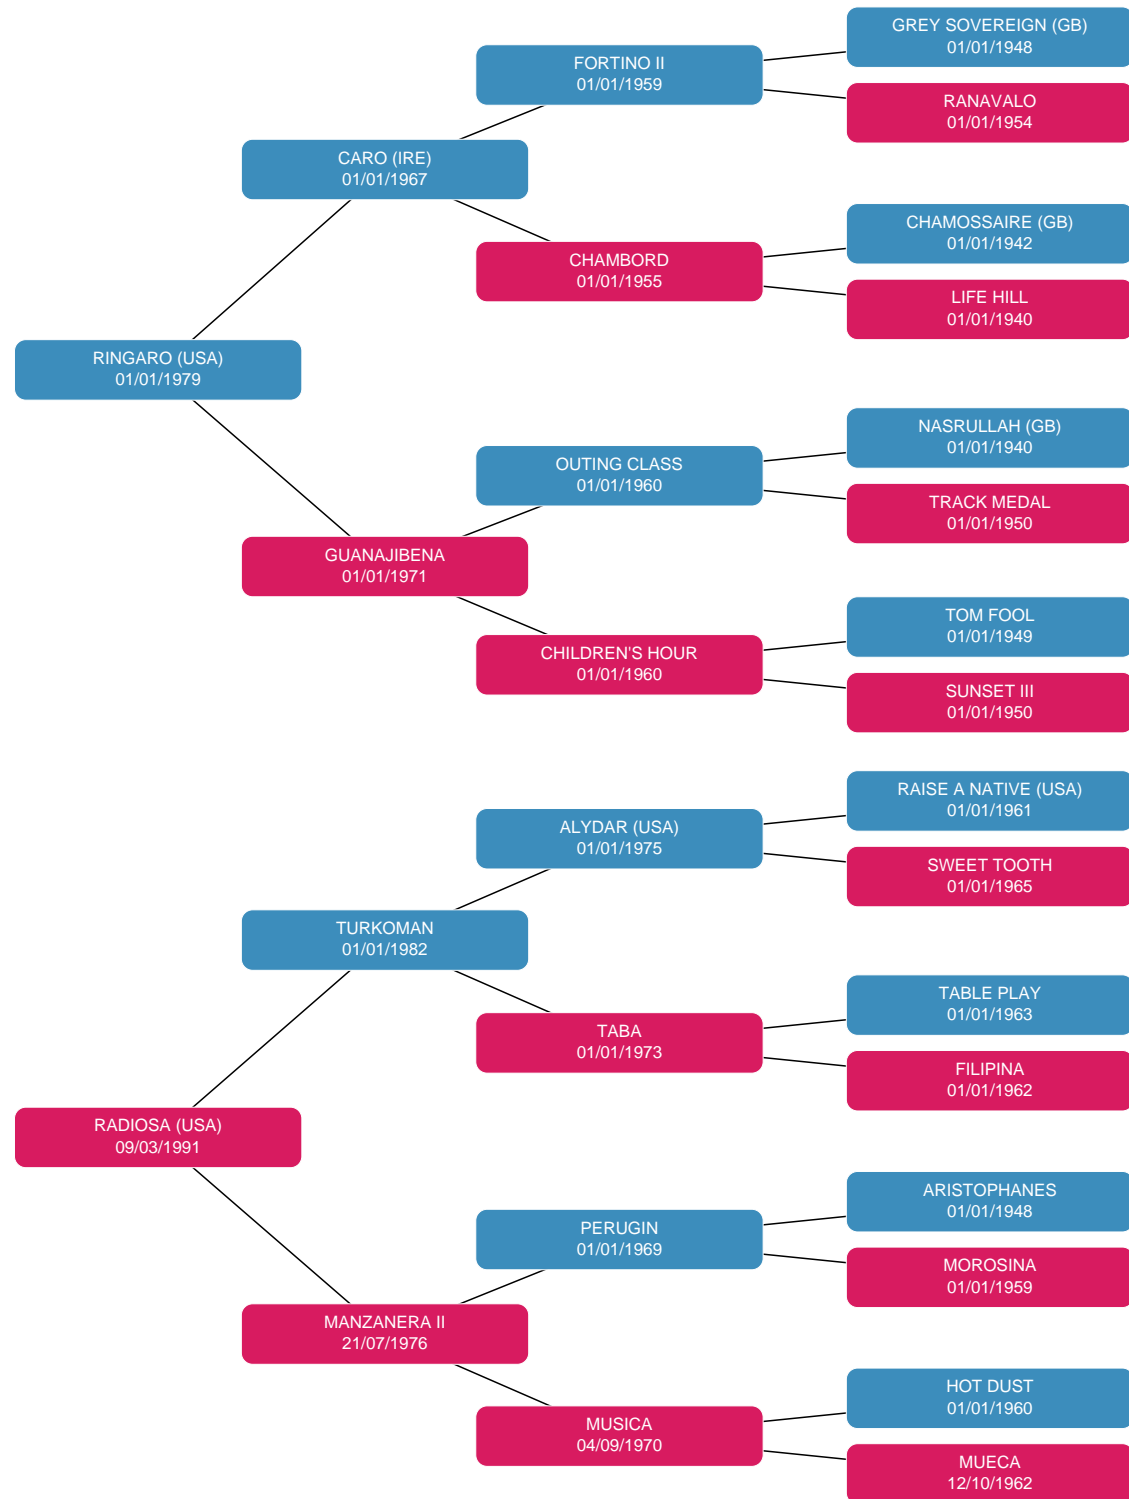 GREY SOVEREIGN (GB)
01/01/1948
FORTINO II
01/01/1959
RANAVALO
01/01/1954
CARO (IRE)
01/01/1967
CHAMOSSAIRE (GB)
01/01/1942
CHAMBORD
01/01/1955
LIFE HILL
01/01/1940
RINGARO (USA)
01/01/1979
NASRULLAH (GB)
01/01/1940
OUTING CLASS
01/01/1960
TRACK MEDAL
01/01/1950
GUANAJIBENA
01/01/1971
TOM FOOL
01/01/1949
CHILDREN'S HOUR
01/01/1960
SUNSET III
01/01/1950
RAISE A NATIVE (USA)
01/01/1961
ALYDAR (USA)
01/01/1975
SWEET TOOTH
01/01/1965
TURKOMAN
01/01/1982
TABLE PLAY
01/01/1963
TABA
01/01/1973
FILIPINA
01/01/1962
RADIOSA (USA)
09/03/1991
ARISTOPHANES
01/01/1948
PERUGIN
01/01/1969
MOROSINA
01/01/1959
MANZANERA II
21/07/1976
HOT DUST
01/01/1960
MUSICA
04/09/1970
MUECA
12/10/1962